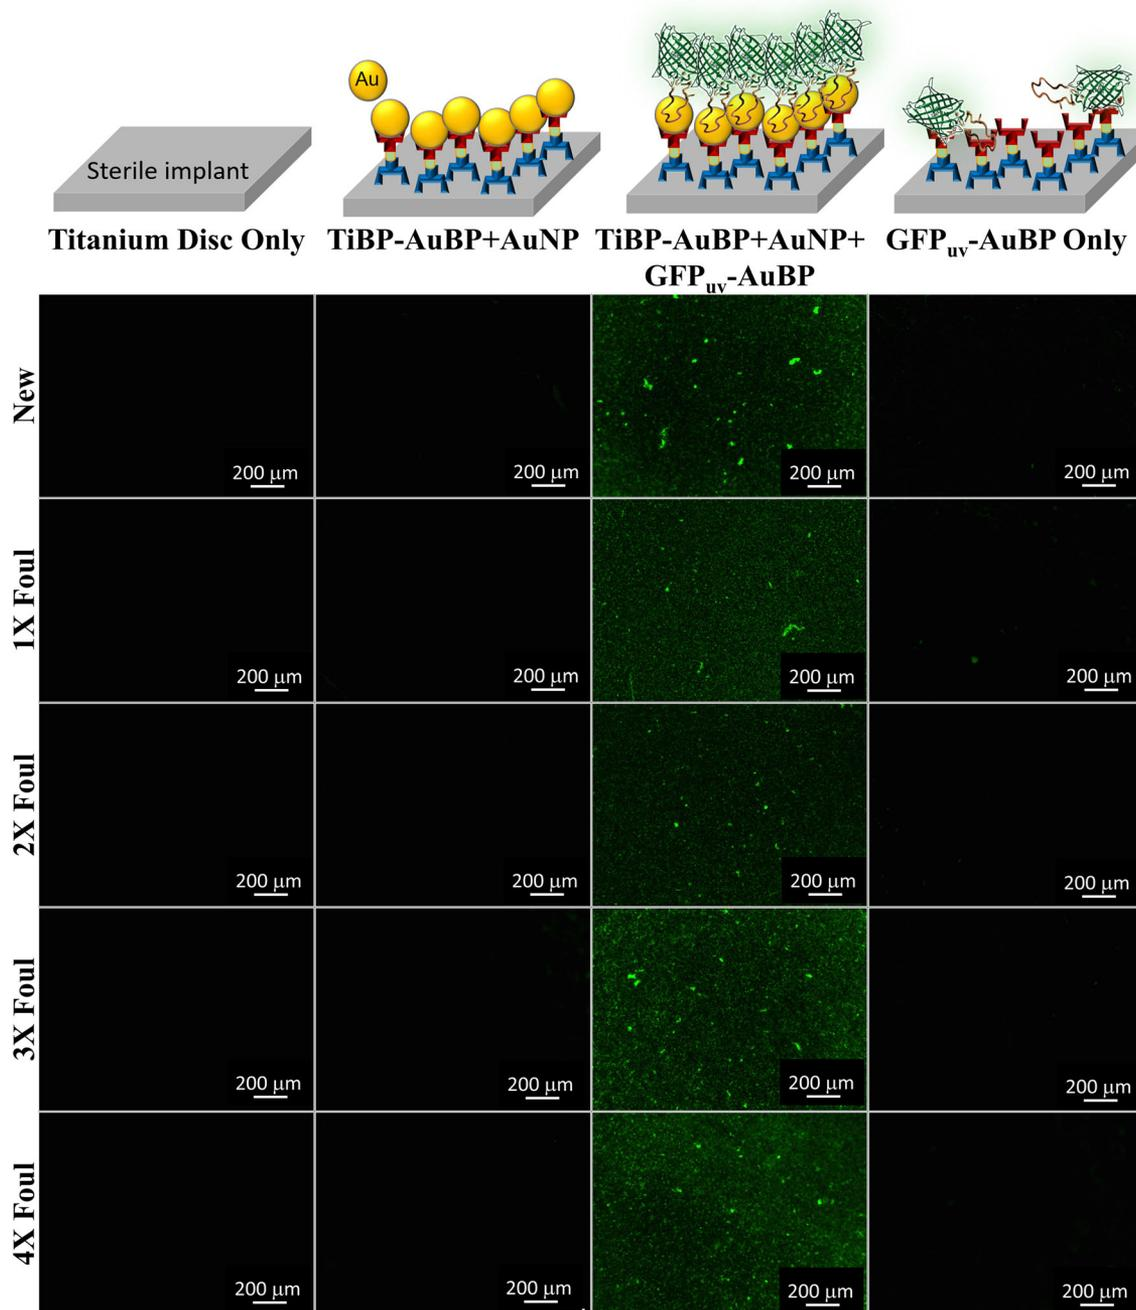 Au
Sterile implant
Titanium Disc Only
TiBP-AuBP+AuNP
TiBP-AuBP+AuNP+
GFPuv-AuBP
GFPuv-AuBP Only
New
200 μm
200 μm
200 μm
200 μm
1X Foul
200 μm
200 μm
200 μm
200 μm
2X Foul
200 μm
200 μm
200 μm
200 μm
3X Foul
200 μm
200 μm
200 μm
200 μm
4X Foul
200 μm
200 μm
200 μm
200 μm